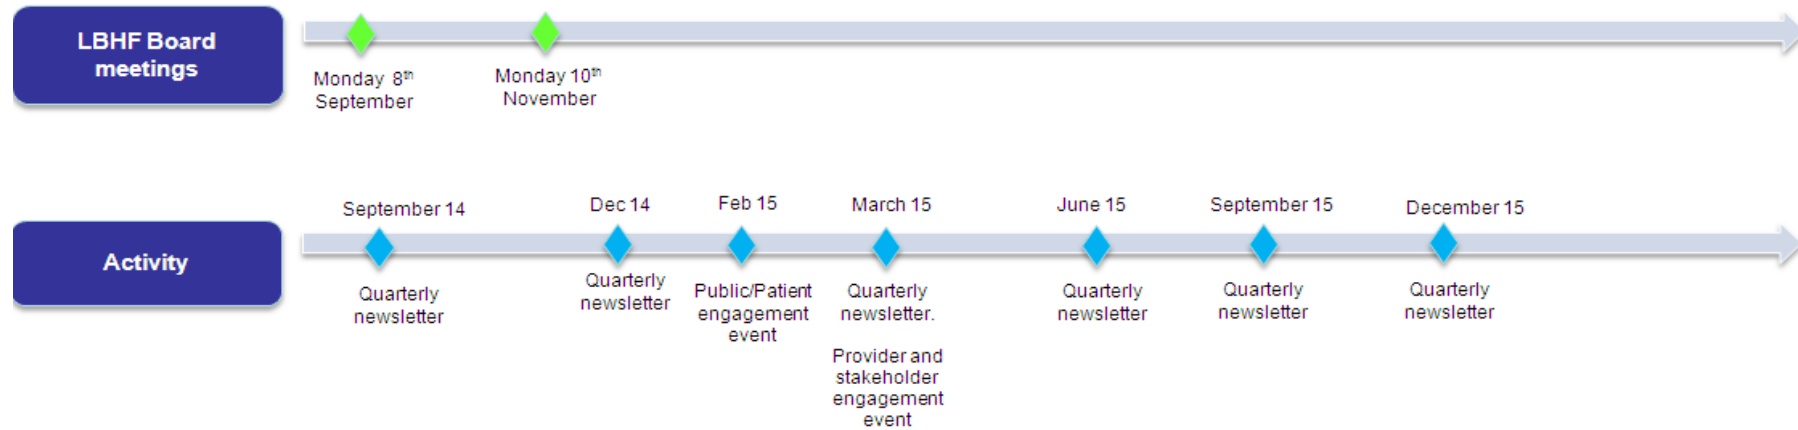 LBHF Board
meetings
Monday 8th
September
Monday 10th
November
Activity
September 14
Quarterly
newsletter
Dec 14
Quarterly
newsletter
Feb 15
Public/Patient
engagement
event
March 15
Quarterly
newsletter.
Provider and
stakeholder
engagement
event
June 15
Quarterly
newsletter
September 15
Quarterly
newsletter
December 15
Quarterly
newsletter